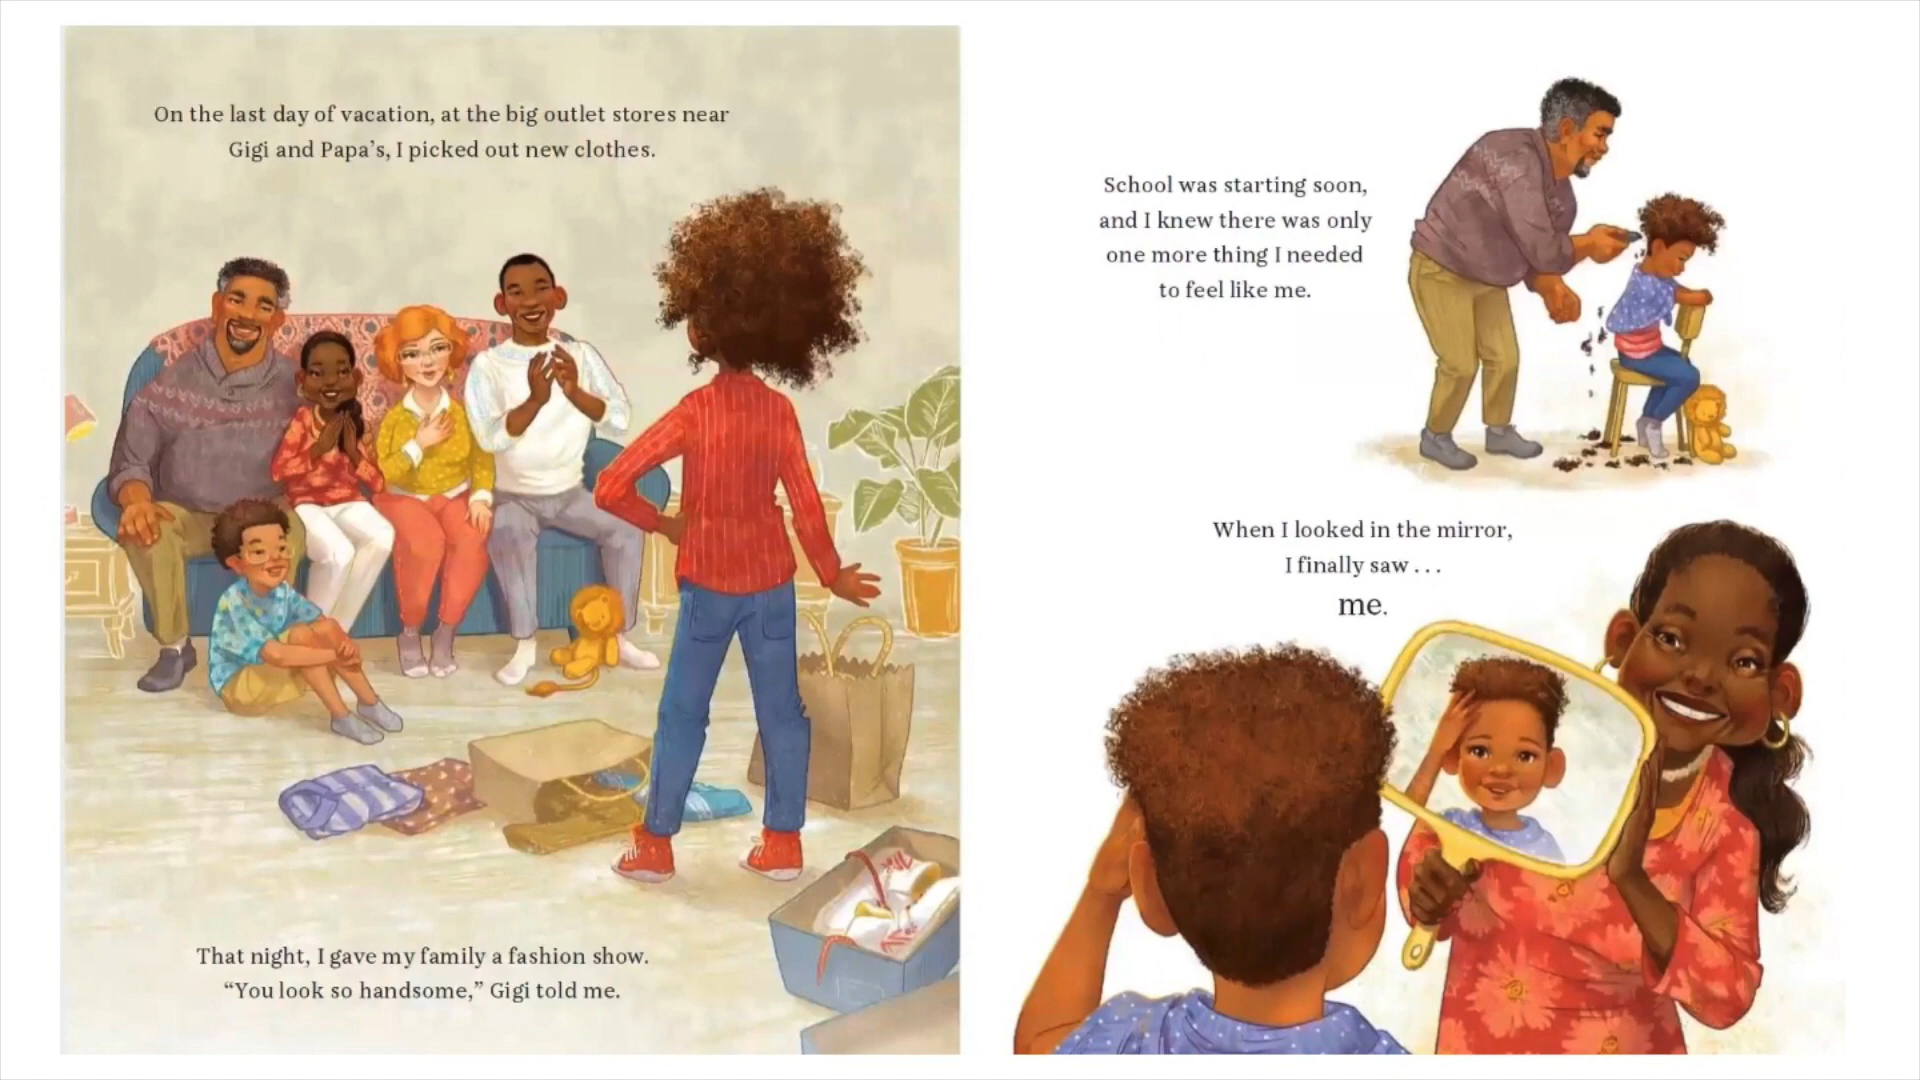 On the last day of vacation, at the big outlet stores near
Gigi and Papa’s, I picked out new clothes.
That night, I gave my family a fashion show.
“You look so handsome,” Gigi told me.
School was starting soon,
and I knew there was only
one more thing I needed
to feel like me.
When I looked in the mirror,
I finally saw . . .
me.